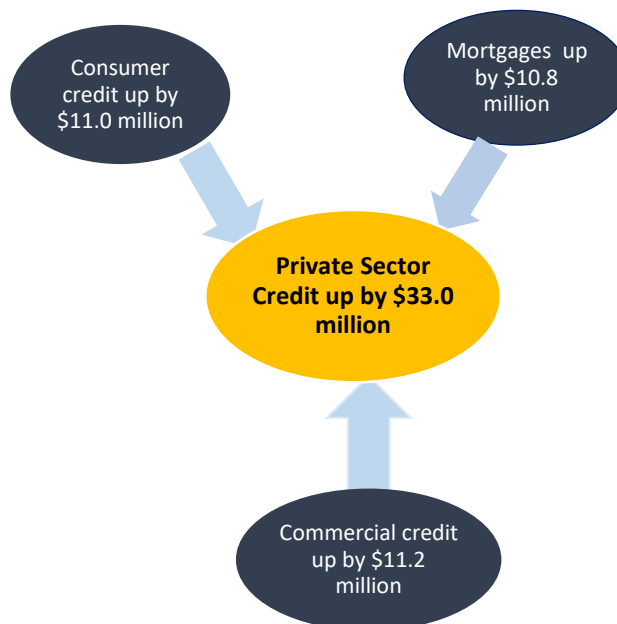 Consumer
credit up by
$11.0 million
Mortgages  up
by $10.8
million
Private Sector
Credit up by $33.0
million
Commercial credit
up by $11.2
million